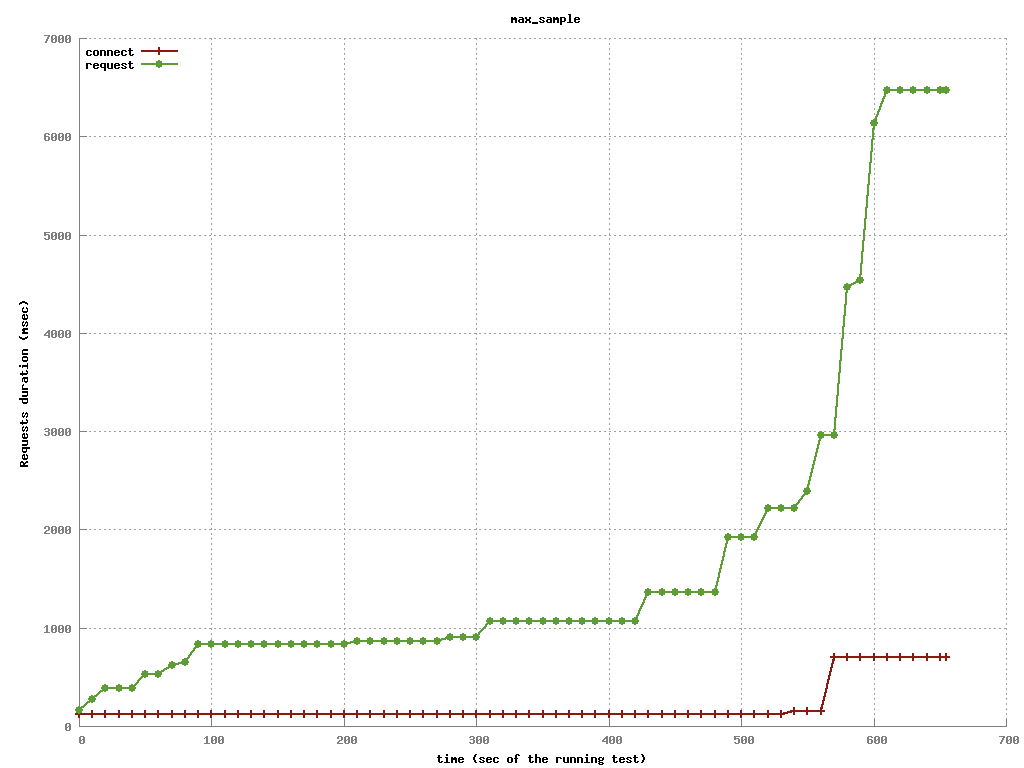 max_sample
7000
connect
request
6000
5000
4000
3000
2000
1000
0
Requests duration (msec)
0 100 200 300 400 500 600 700
time (sec of the running test)